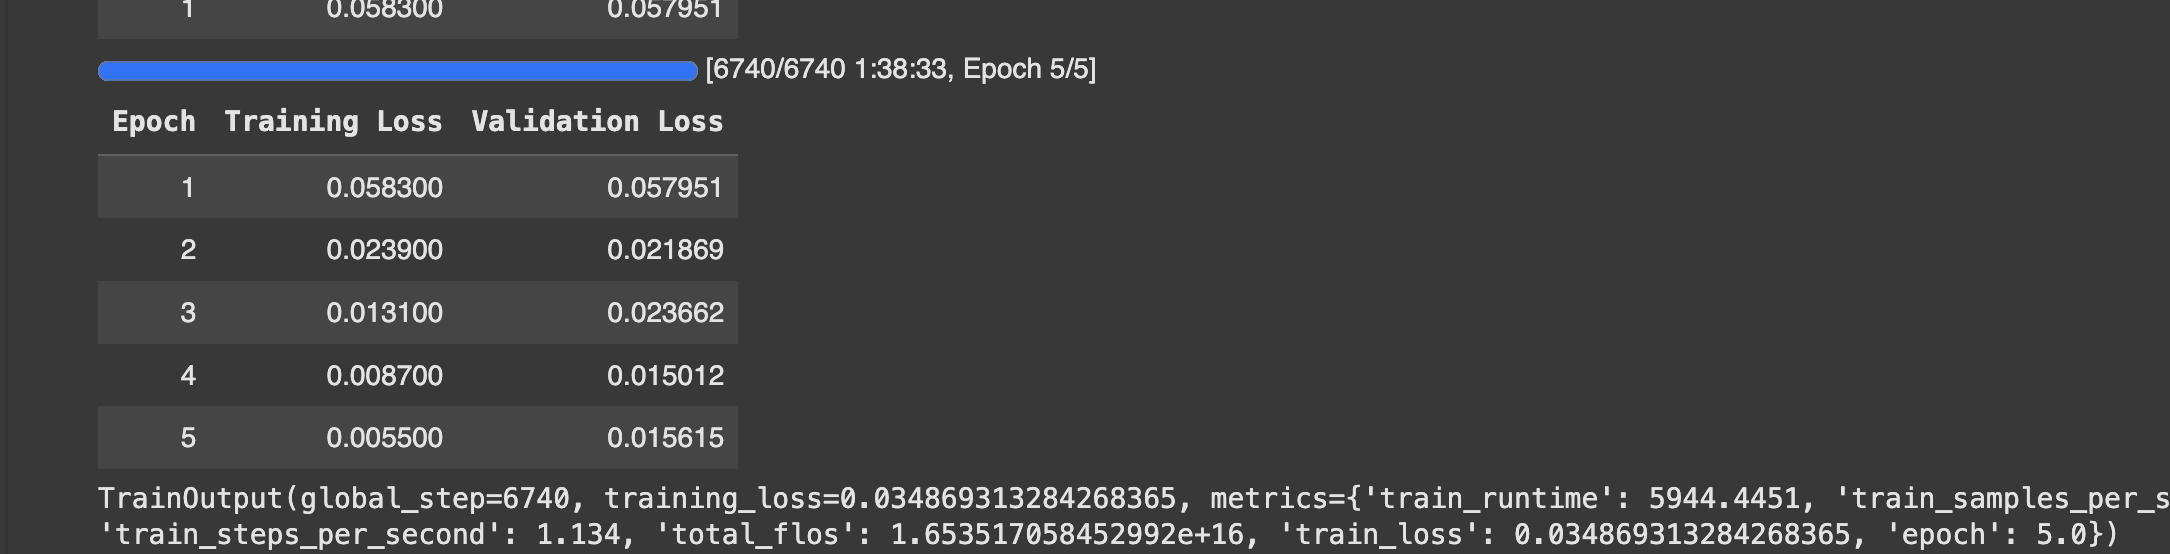 1 0.058300 0.057951
[6740/6740 1:38:33, Epoch 5/5]
Epoch Training Loss Validation Loss
1 0.058300 0.057951
2 0.023900 0.021869
3 0.013100 0.023662
4 0.008700 0.015012
5 0.005500 0.015615
TrainOutput(global_step=6740, training_loss=0.034869313284268365, metrics={'train_runtime': 5944.4451, 'train_samples_per_s
'train_steps_per_second': 1.134, 'total_flos': 1.653517058452992e+16, 'train_loss': 0.034869313284268365, 'epoch': 5.0})